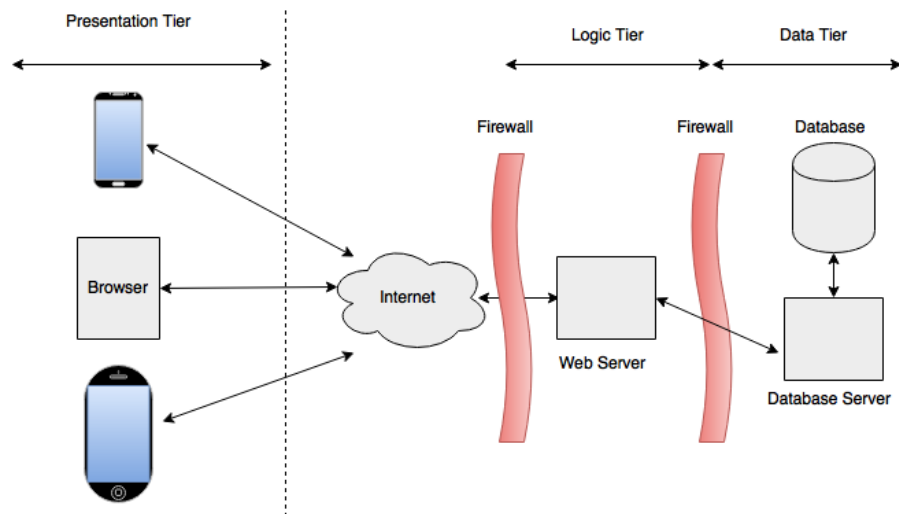 Presentation Tier
Logic Tier
Data Tier
Firewall
Firewall
Database
Browser
Internet
Web Server
Database Server